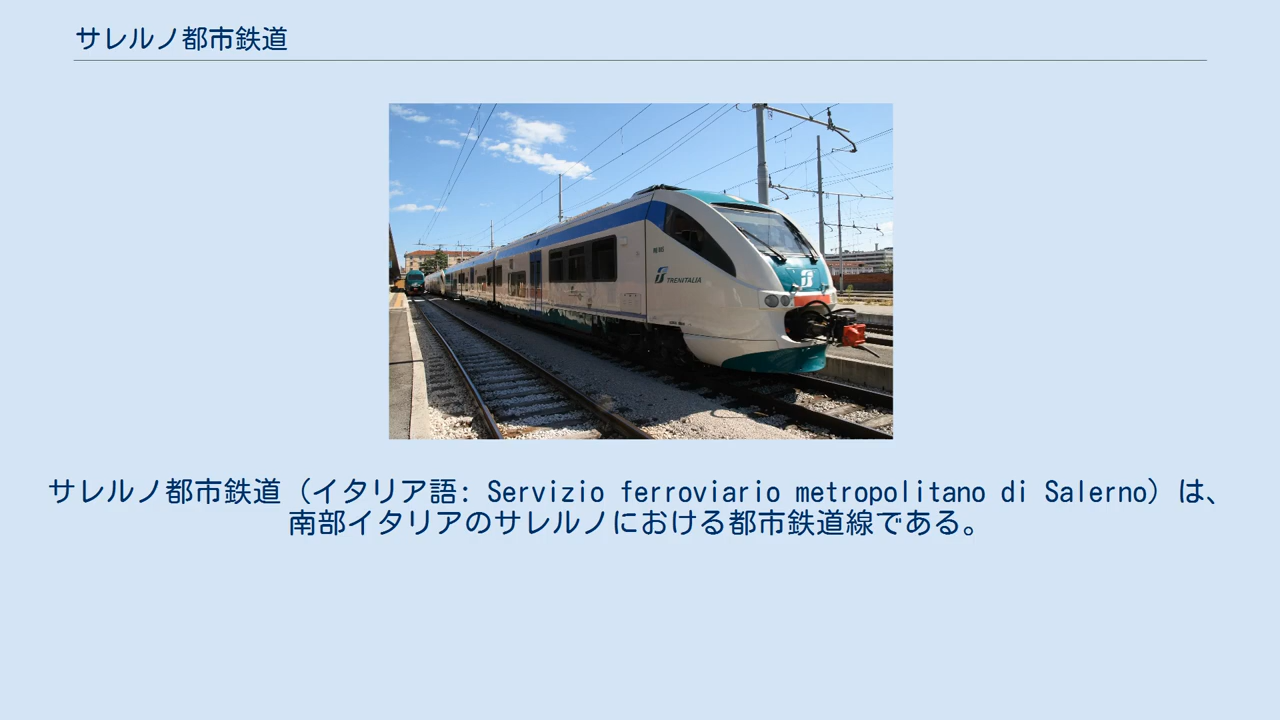 サレルノ都市鉄道
TRENITALIA
サレルノ都市鉄道（イタリア語: Servizio ferroviario metropolitano di Salerno）は、
南部イタリアのサレルノにおける都市鉄道線である。